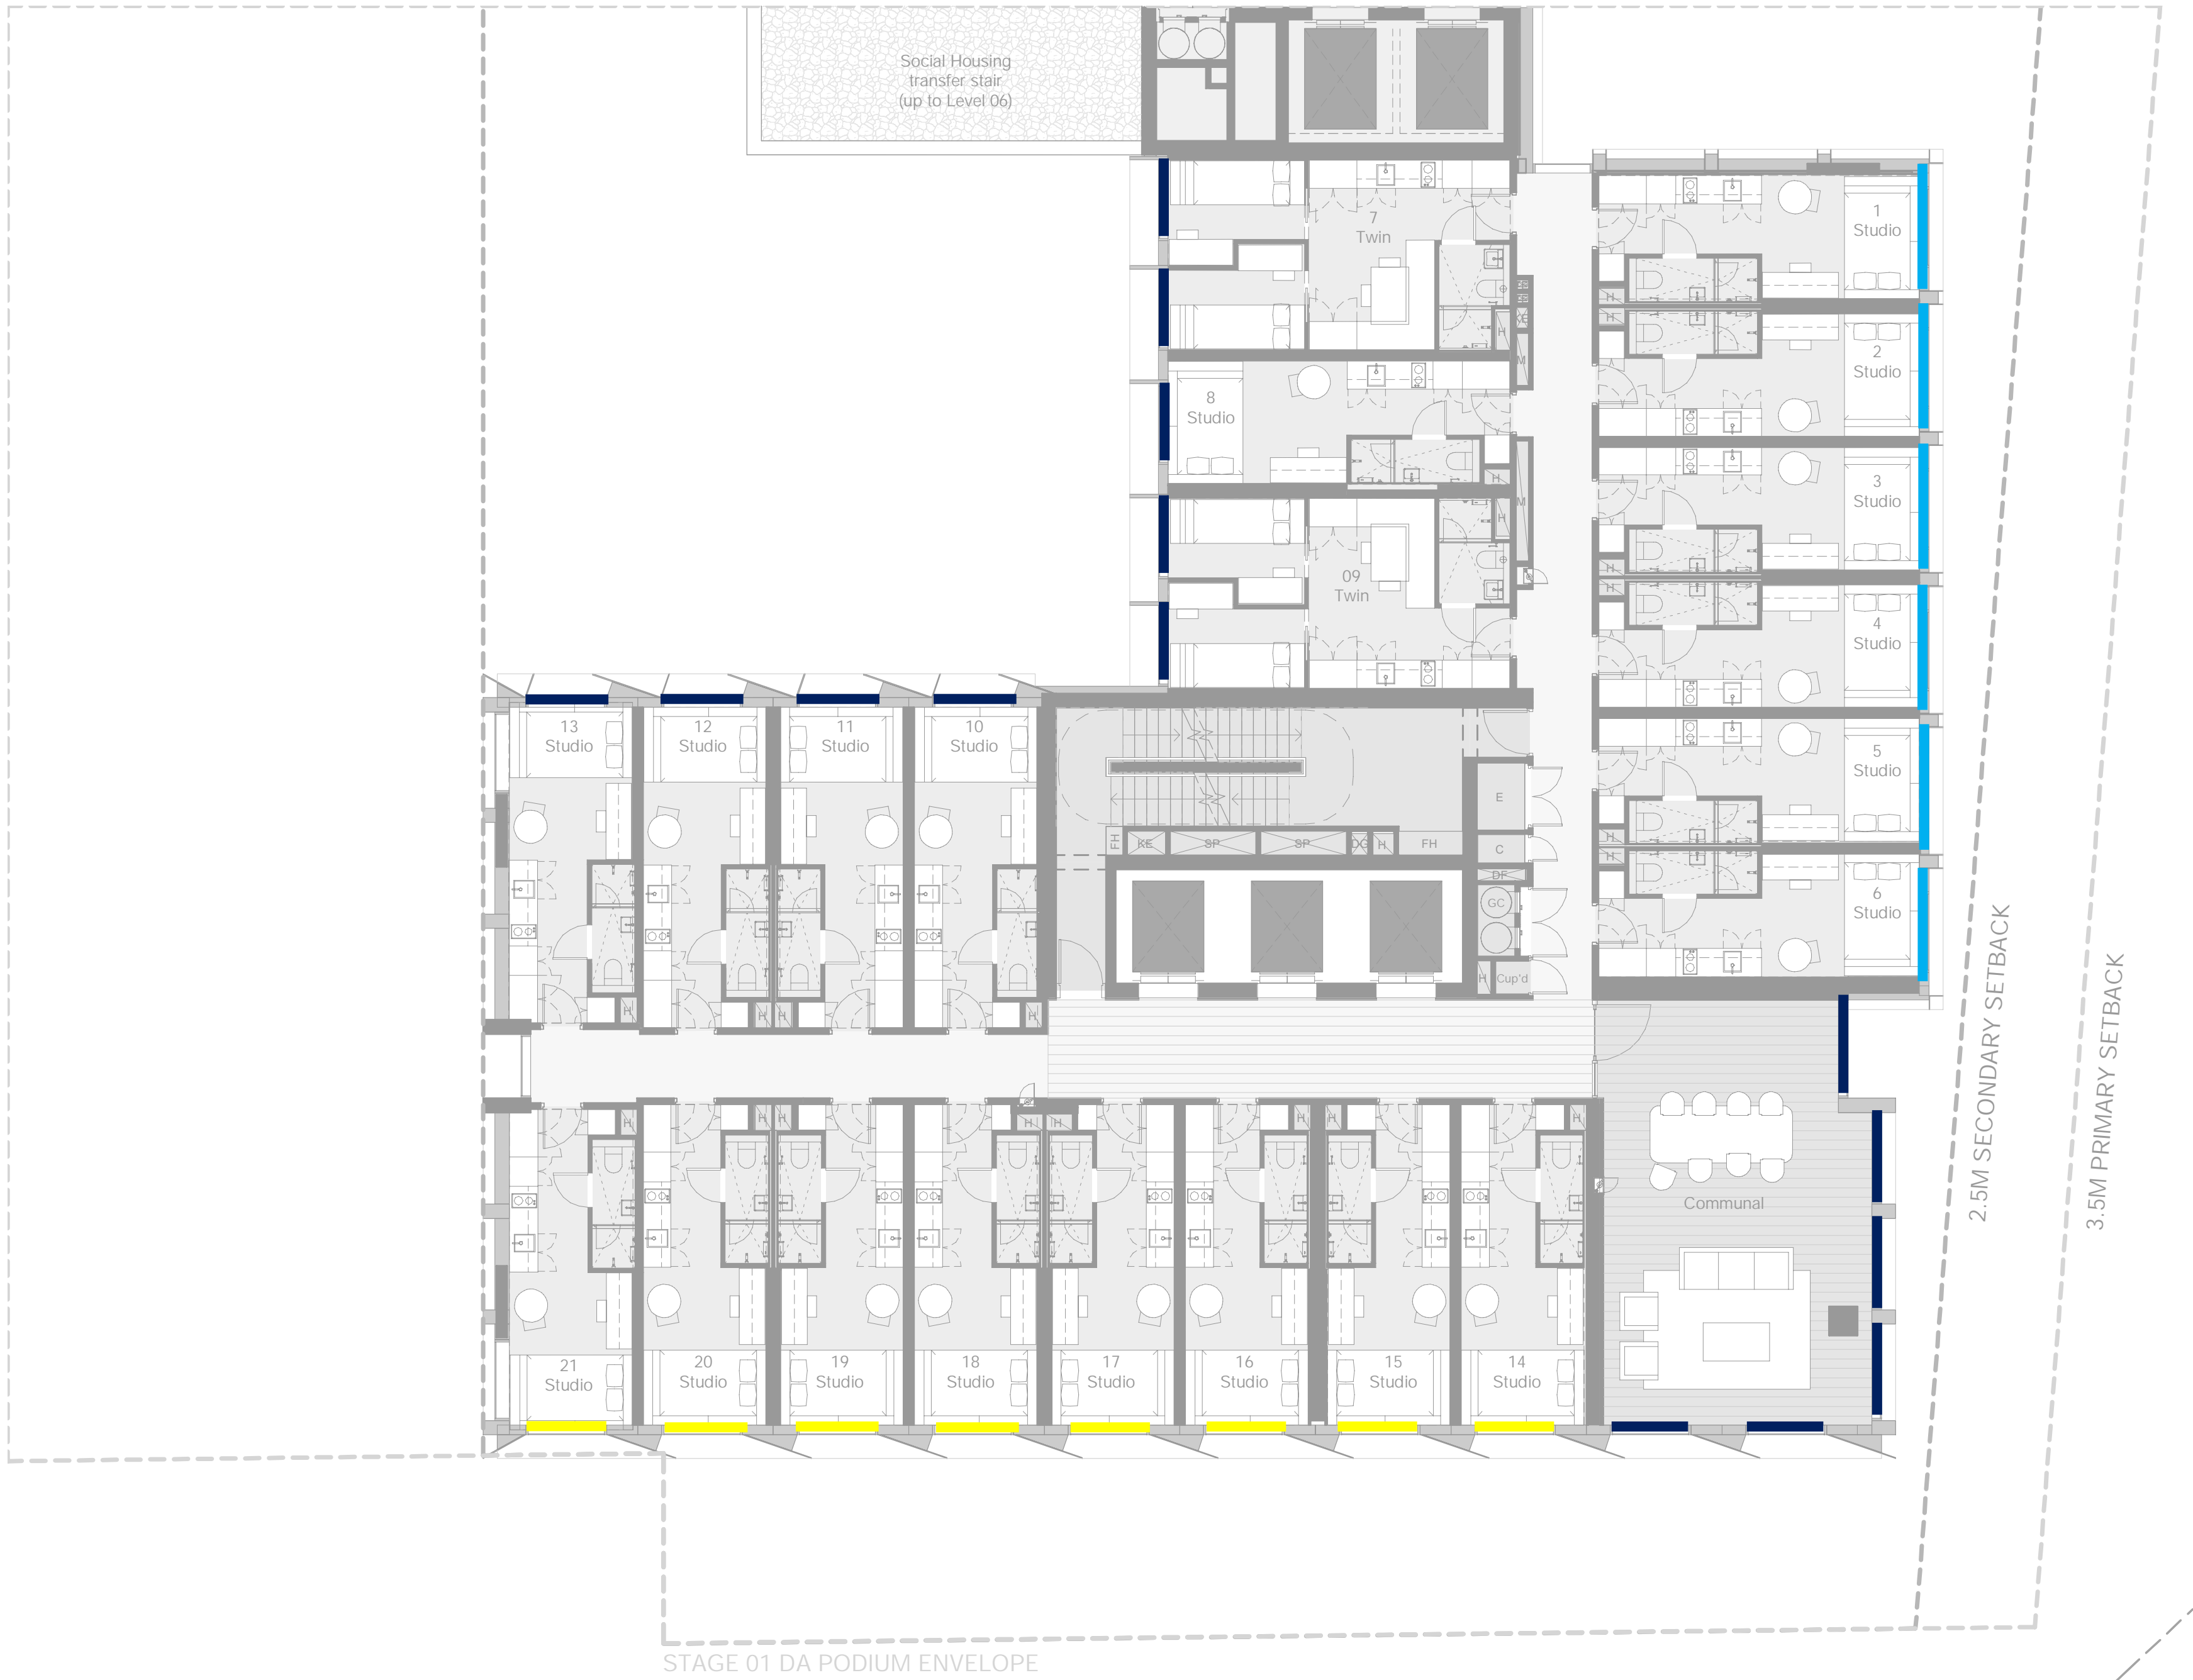 Social Housing
transfer stair
(up to Level 06)
7
Twin
1
Studio
H
H
KE
H
M
2
Studio
8
Studio
H
M
H
3
Studio
H
H
09
Twin
4
Studio
13
Studio
12
Studio
11
Studio
10
Studio
5
Studio
E
C
FH
KE
SP
SP
H
FH
H
H
DF
GC
6
Studio
H
Cup'd
H
H
H
H
2.5M SECONDARY SETBACK
3.5M PRIMARY SETBACK
H
H
H
H
H
H
H
H
Communal
21
Studio
20
Studio
19
Studio
18
Studio
17
Studio
16
Studio
15
Studio
14
Studio
STAGE 01 DA PODIUM ENVELOPE